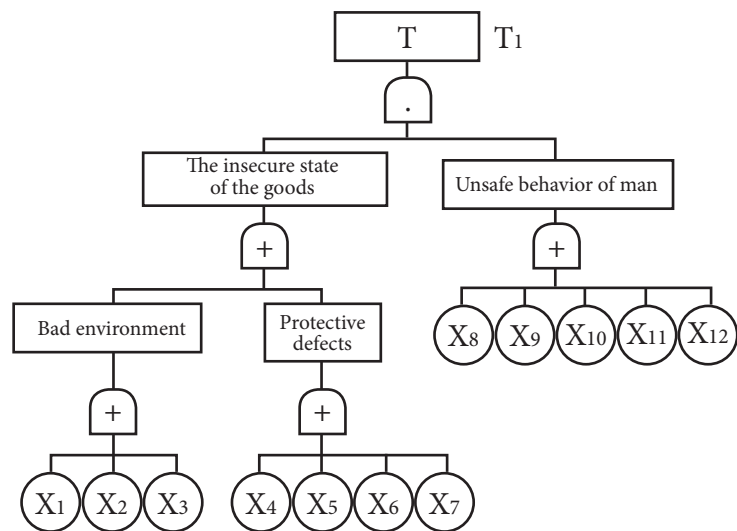 T
T1
.
The insecure state
of the goods
Unsafe behavior of man
+
+
Bad environment
Protective
defects
X8 X9 X10 X11 X12
+
+
X1 X2 X3
X4 X5 X6 X7